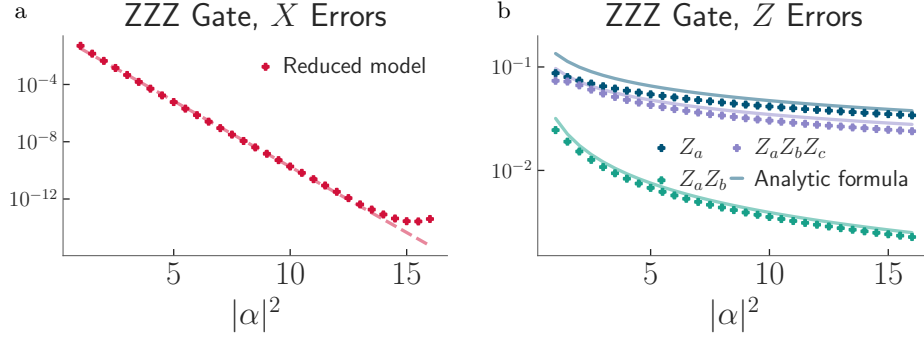 a
ZZZ Gate, X Errors
10⁻⁴
10⁻⁸
10⁻¹²
Reduced model
5
10
15
|α|²
b
ZZZ Gate, Z Errors
10⁻¹
10⁻²
Z_a
Z_aZ_bZ_c
Z_aZ_b
Analytic formula
5
10
15
|α|²